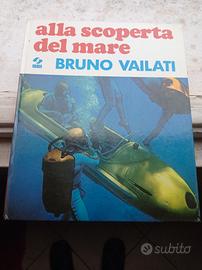 alla scoperta
del mare
BRUNO VAILATI
subito